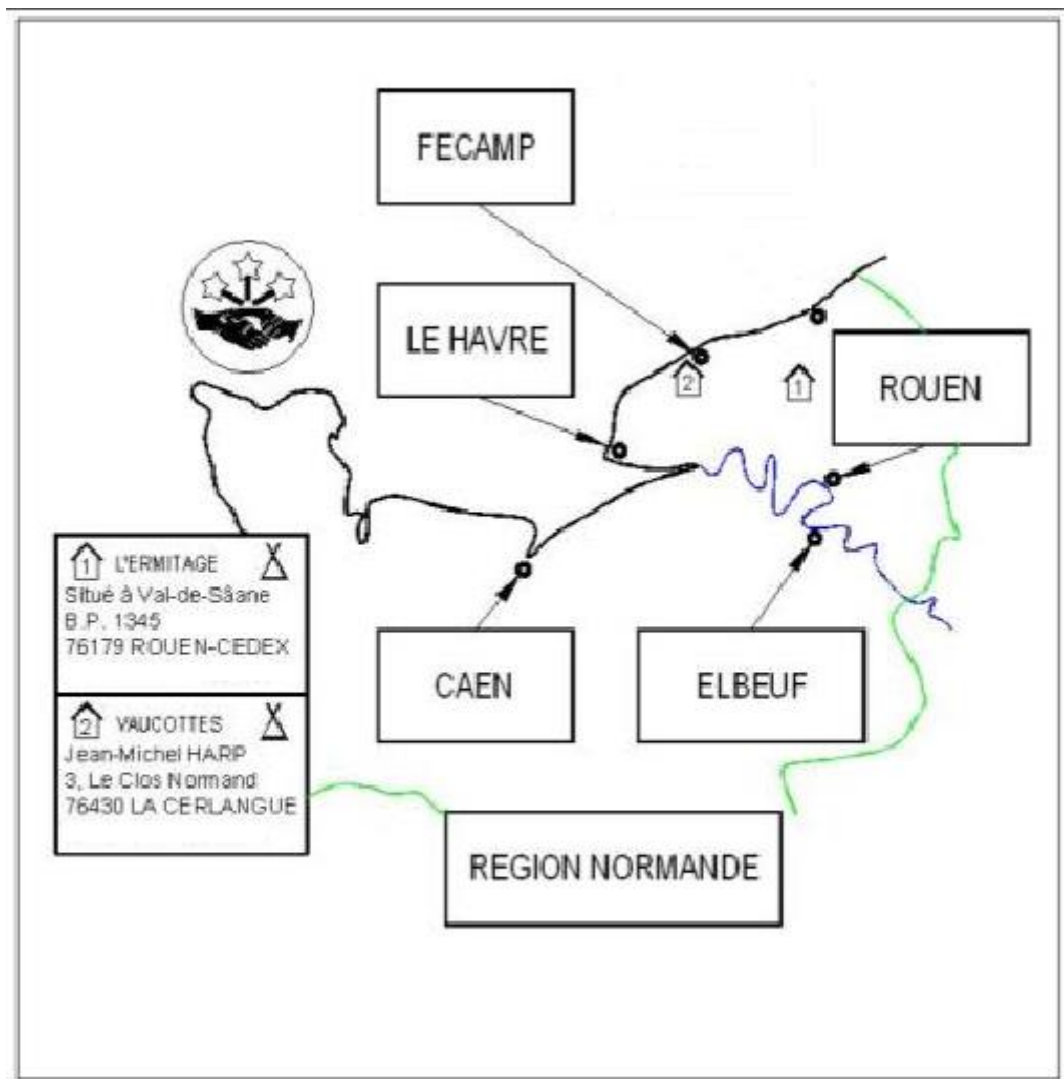 FECAMP
LE HAVRE
ROUEN
2
1
1 L'ERMITAGE
Situé à Val-de-Sâane
B.P. 1345
76179 ROUEN-CEDEX
2 VAUCOTTES
Jean-Michel HARP
3, Le Clos Normand
76430 LA CERLANGUE
CAEN
ELBEUF
REGION NORMANDE